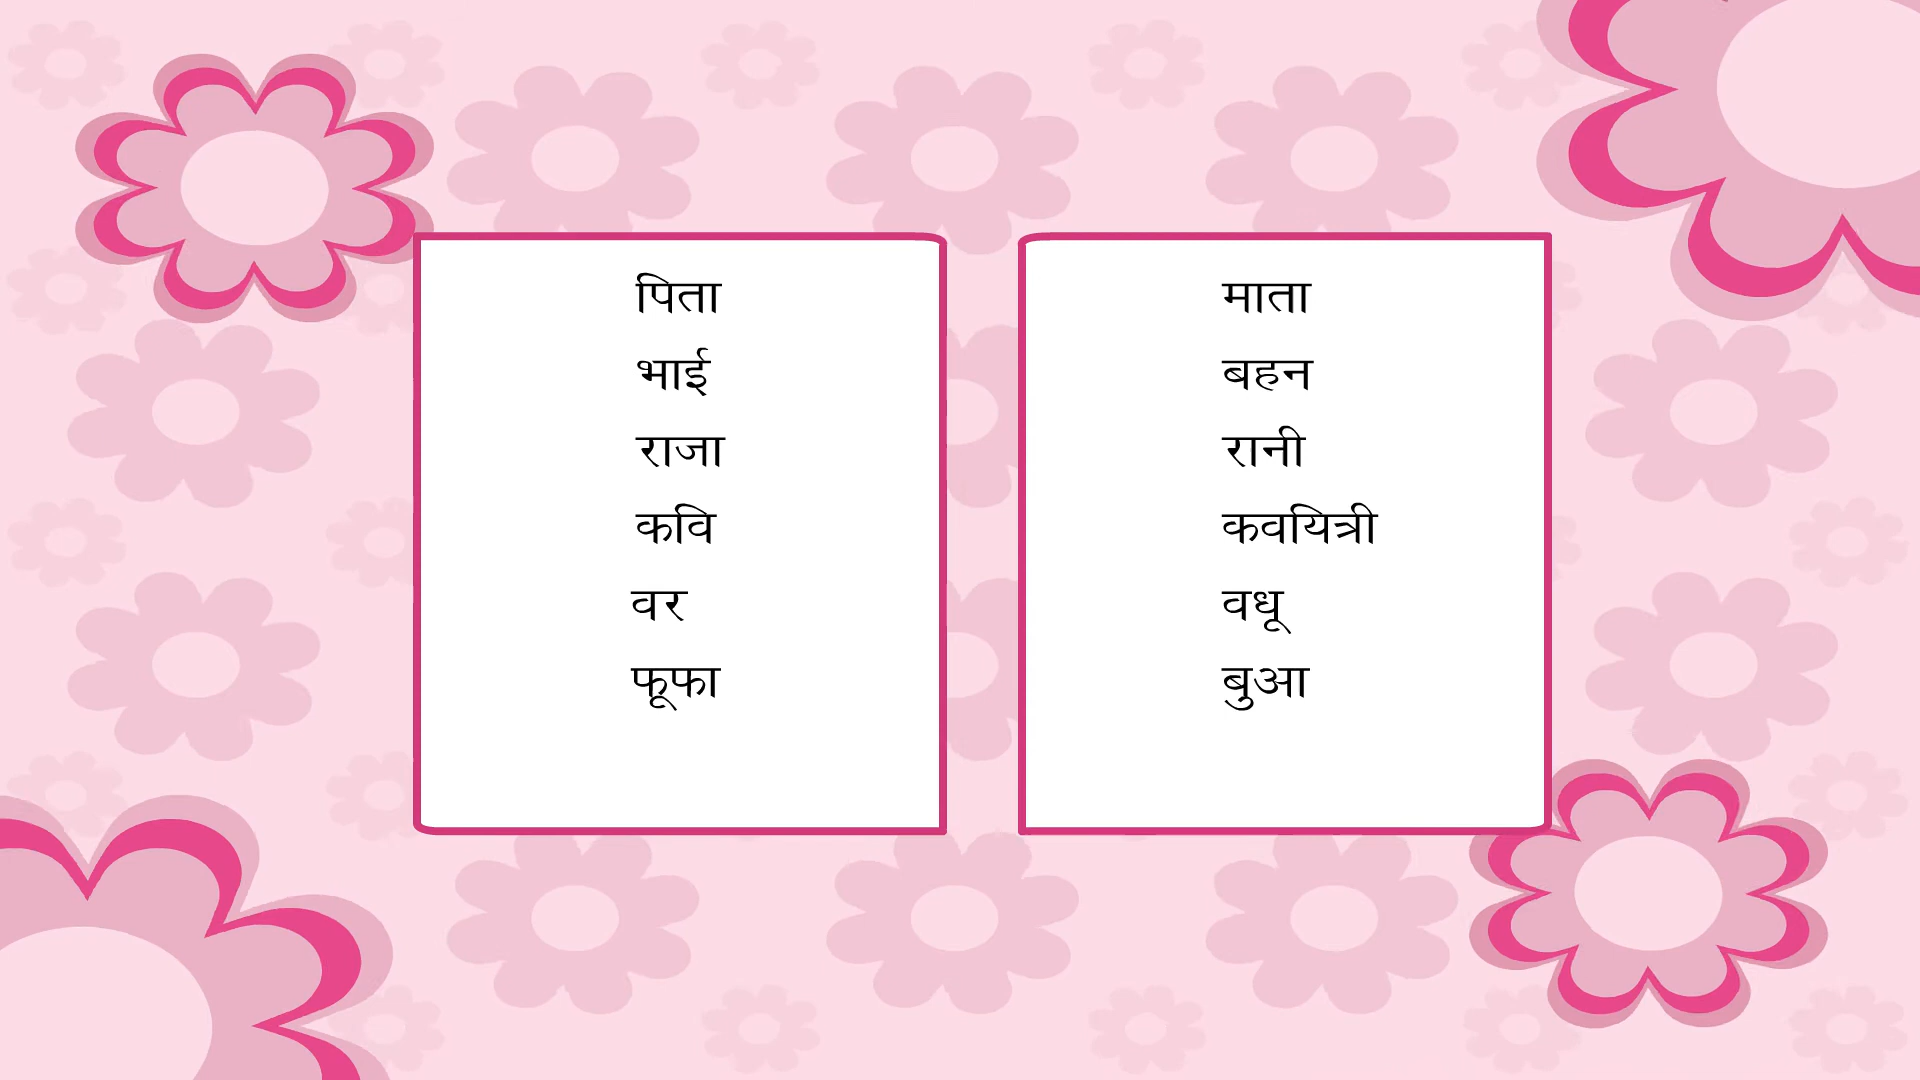 पिता
भाई
राजा
कवि
वर
फूफा
माता
बहन
रानी
कवयित्री
वधू
बुआ